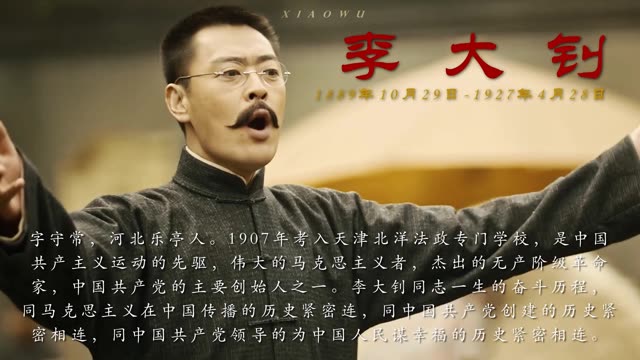 XIAOWU
李大钊
1889年10月29日-1927年4月28日
字守常，河北乐亭人。1907年考入天津北洋法政专门学校，是中国
共产主义运动的先驱，伟大的马克思主义者，杰出的无产阶级革命
家，中国共产党的主要创始人之一。李大钊同志一生的奋斗历程，
同马克思主义在中国传播的历史紧密连，同中国共产党创建的历史紧
密相连，同中国共产党领导的为中国人民谋幸福的历史紧密相连。